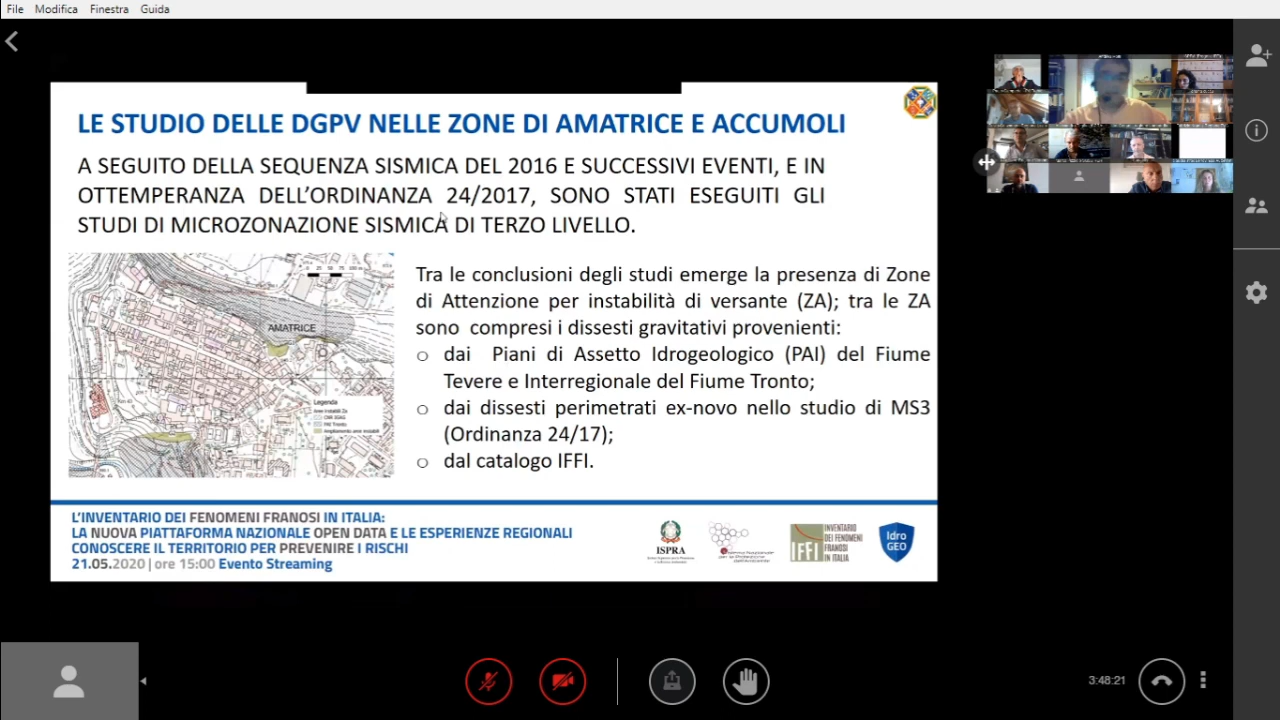 File Modifica Finestra Guida
LE STUDIO DELLE DGPV NELLE ZONE DI AMATRICE E ACCUMOLI
A SEGUITO DELLA SEQUENZA SISMICA DEL 2016 E SUCCESSIVI EVENTI, E IN
OTTEMPERANZA DELL'ORDINANZA 24/2017, SONO STATI ESEGUITI GLI
STUDI DI MICROZONAZIONE SISMICA DI TERZO LIVELLO.
AMATRICE
Legenda
Tra le conclusioni degli studi emerge la presenza di Zone
di Attenzione per instabilità di versante (ZA); tra le ZA
sono compresi i dissesti gravitativi provenienti:
o dai Piani di Assetto Idrogeologico (PAI) del Fiume
Tevere e Interregionale del Fiume Tronto;
o dai dissesti perimetrati ex-novo nello studio di MS3
(Ordinanza 24/17);
o dal catalogo IFFI.
L'INVENTARIO DEI FENOMENI FRANOSI IN ITALIA:
LA NUOVA PIATTAFORMA NAZIONALE OPEN DATA E LE ESPERIENZE REGIONALI
CONOSCERE IL TERRITORIO PER PREVENIRE I RISCHI
21.05.2020 | ore 15:00 Evento Streaming
ISPRA
IFFI
INVENTARIO
DEI FENOMENI
FRANOSI
IN ITALIA
Idro
GEO
3:48:21